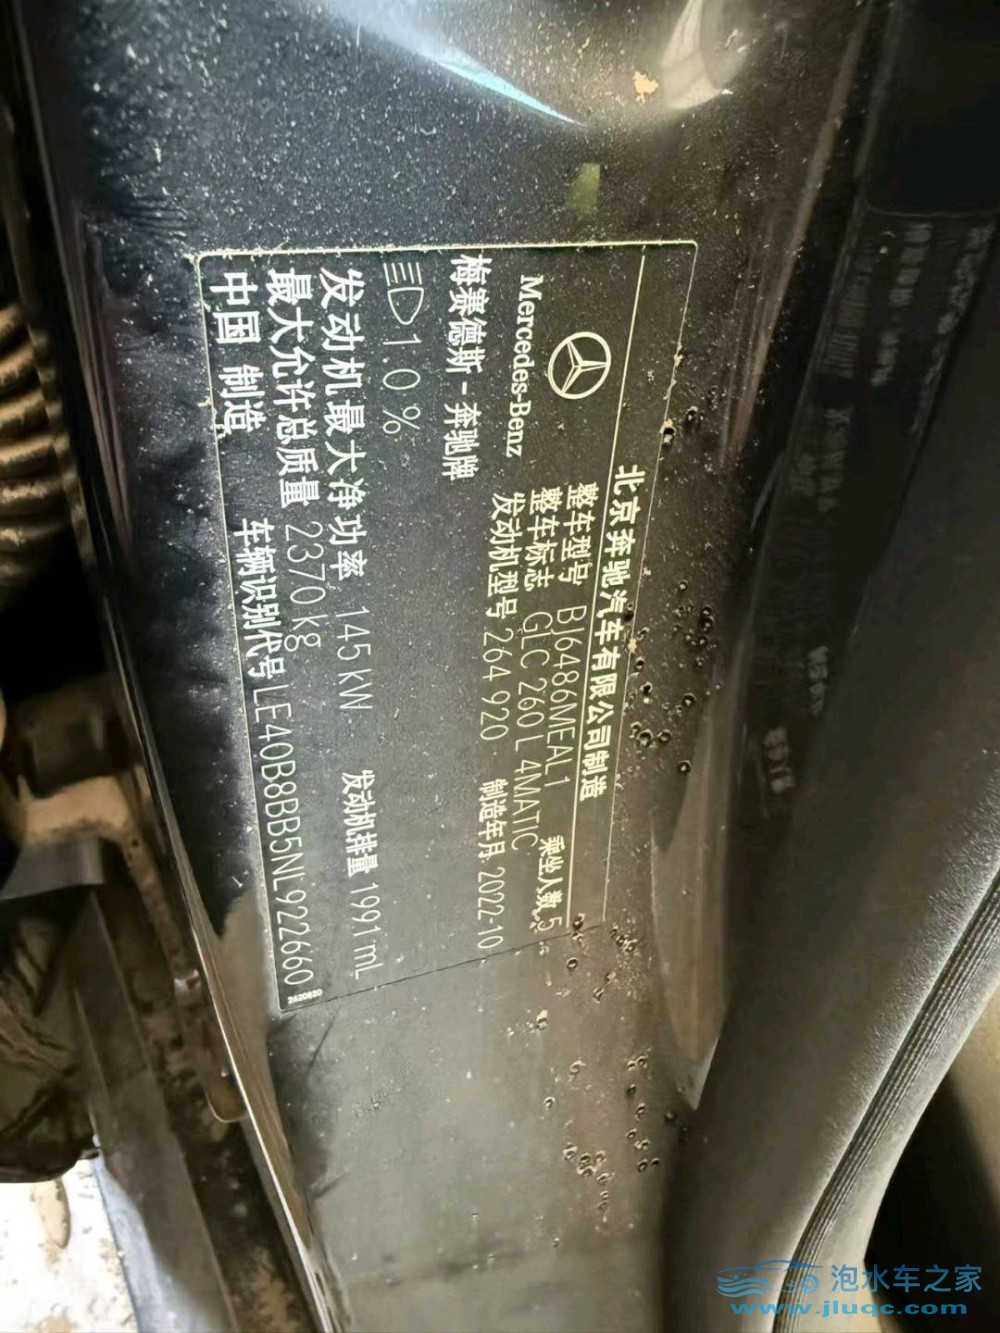 北京奔驰汽车有限公司制造
Mercedes-Benz
整车型号 BJ6486MEAL1
乘坐人数 5
整车标志 GLC 260 L 4MATIC
发动机型号 264 920
制造年月 2022-10
梅赛德斯-奔驰牌
1.0 %
发动机最大净功率 145 kW
发动机排量 1991 mL
最大允许总质量 2370 kg
中国 制造
车辆识别代号 LE40B8BB5NL922660
2620820
泡水车之家
www.jluqc.com